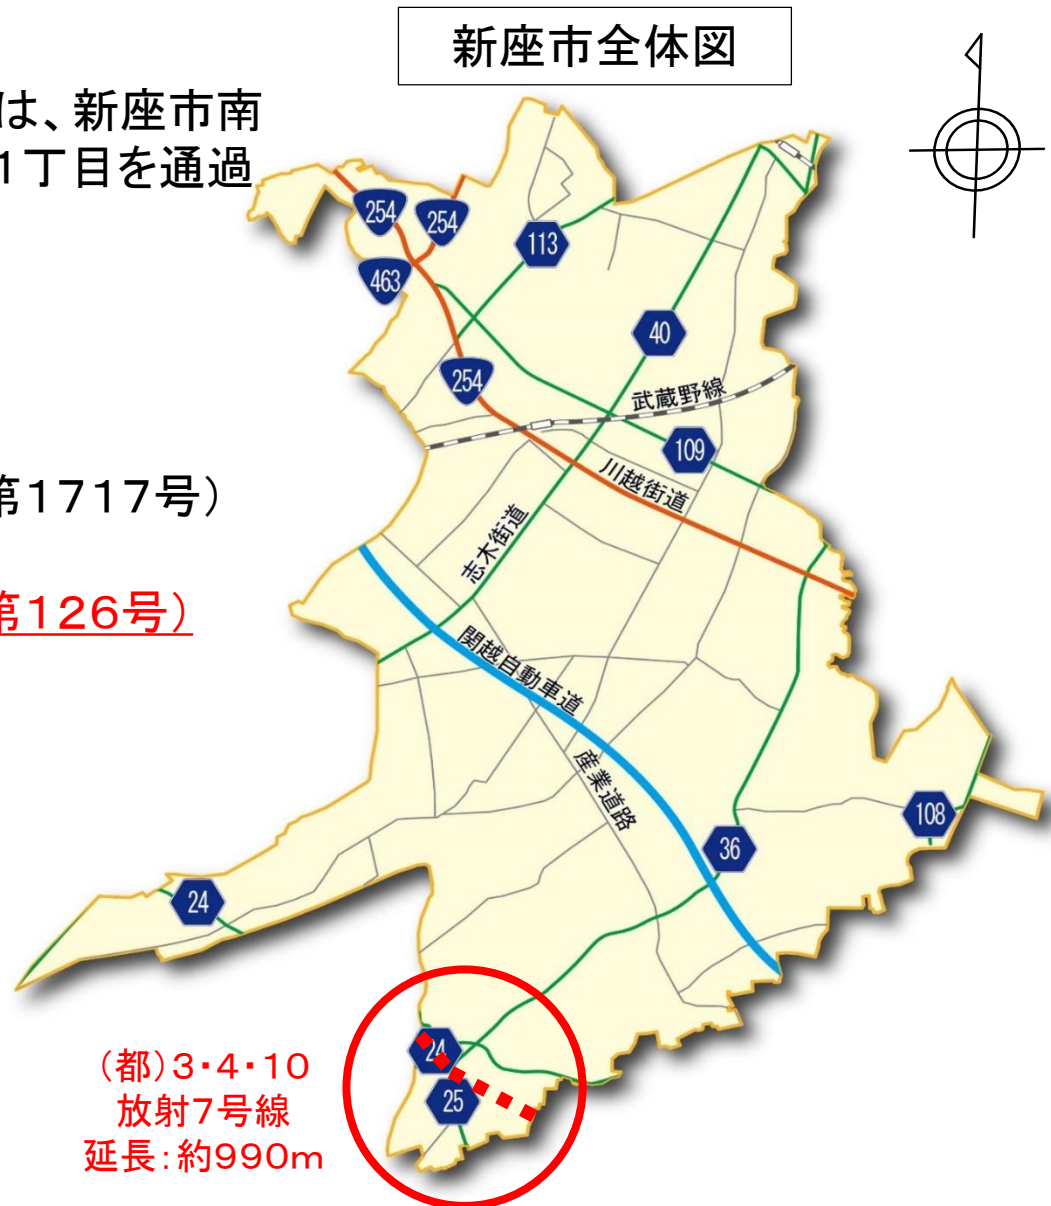 新座市全体図
は、新座市南
1丁目を通過
254
254
113
463
40
254
武蔵野線
109
川越街道
第1717号)
志木街道
第126号)
関越自動車道
産業道路
108
36
24
24
25
(都)3・4・10
放射7号線
延長:約990m